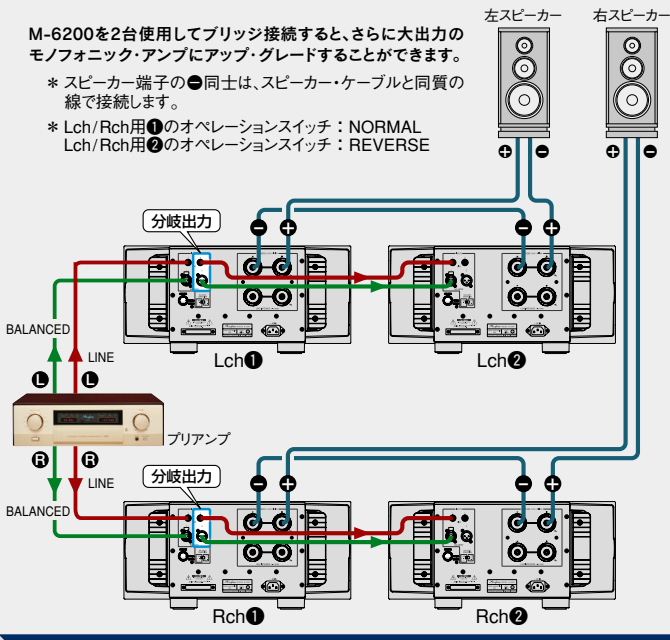 M-6200を2台使用してブリッジ接続すると、さらに大出力の
モノフォニック・アンプにアップ・グレードすることができます。
＊ スピーカー端子の⊖同士は、スピーカー・ケーブルと同質の
線で接続します。
＊ Lch/Rch用❶のオペレーションスイッチ：NORMAL
Lch/Rch用❷のオペレーションスイッチ：REVERSE
左スピーカー
右スピーカー
⊕ ⊖
⊕ ⊖
分岐出力
⊖ ⊕
⊖ ⊕
BALANCED
LINE
Lch❶
Lch❷
🅛 🅛
プリアンプ
🅡 🅡
LINE
BALANCED
分岐出力
⊖ ⊕
⊖ ⊕
Rch❶
Rch❷